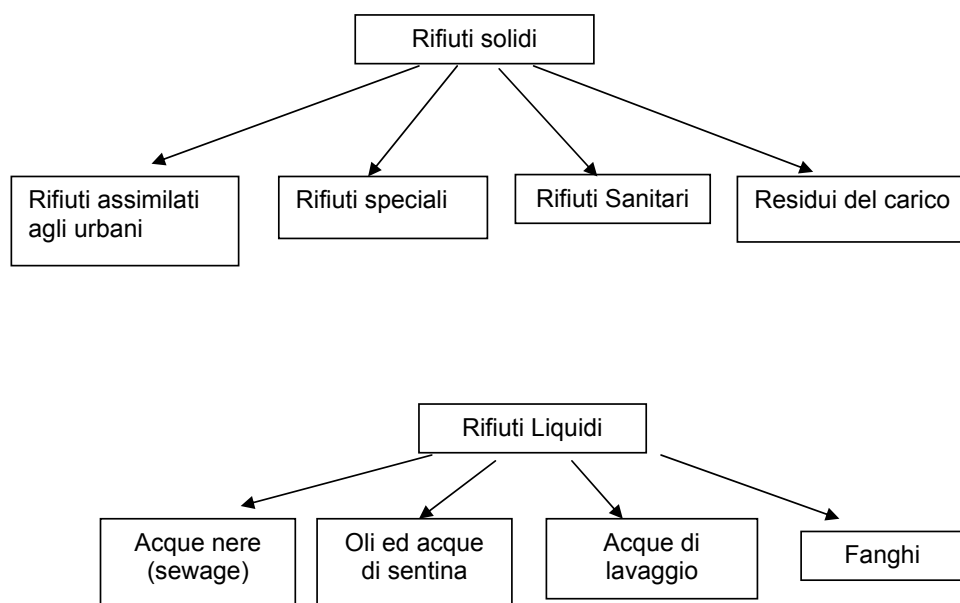 Rifiuti solidi
Rifiuti assimilati
agli urbani
Rifiuti speciali
Rifiuti Sanitari
Residui del carico
Rifiuti Liquidi
Acque nere
(sewage)
Oli ed acque
di sentina
Acque di
lavaggio
Fanghi